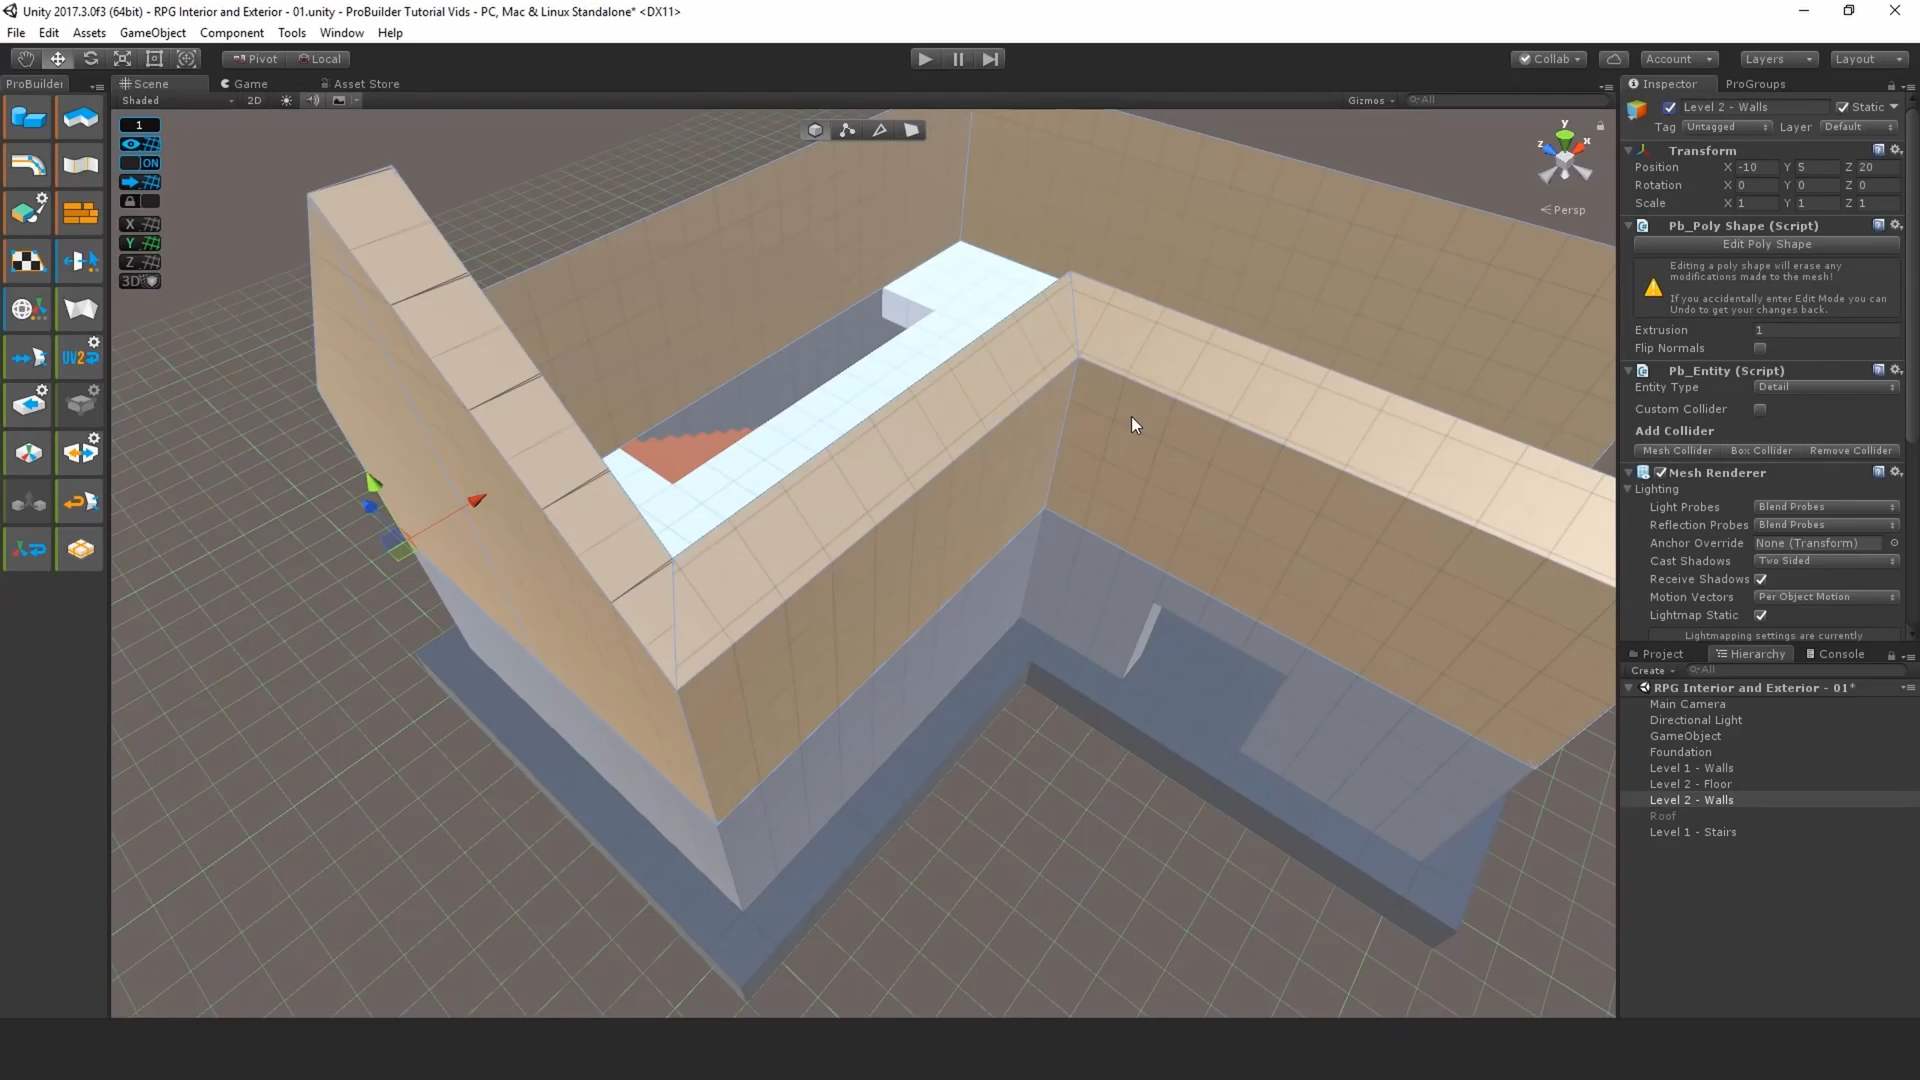 Unity 2017.3.0f3 (64bit) - RPG Interior and Exterior - 01.unity - ProBuilder Tutorial Vids - PC, Mac & Linux Standalone* <DX11>
File Edit Assets GameObject Component Tools Window Help
Pivot Local Collab Account Layers Layout
ProBuilder Scene Game Asset Store Inspector ProGroups
Shaded 2D Gizmos All
1
ON
X
Y
Z
3D
y
z x
Persp
Level 2 - Walls Static
Tag Untagged Layer Default
Transform
Position X -10 Y 5 Z 20
Rotation X 0 Y 0 Z 0
Scale X 1 Y 1 Z 1
Pb_Poly Shape (Script)
Edit Poly Shape
Editing a poly shape will erase any
modifications made to the mesh!
If you accidentally enter Edit Mode you can
Undo to get your changes back.
Extrusion 1
Flip Normals
Pb_Entity (Script)
Entity Type Detail
Custom Collider
Add Collider
Mesh Collider Box Collider Remove Collider
Mesh Renderer
Lighting
Light Probes Blend Probes
Reflection Probes Blend Probes
Anchor Override None (Transform)
Cast Shadows Two Sided
Receive Shadows
Motion Vectors Per Object Motion
Lightmap Static
Lightmapping settings are currently
Project Hierarchy Console
Create All
RPG Interior and Exterior - 01*
Main Camera
Directional Light
GameObject
Foundation
Level 1 - Walls
Level 2 - Floor
Level 2 - Walls
Roof
Level 1 - Stairs
UV2